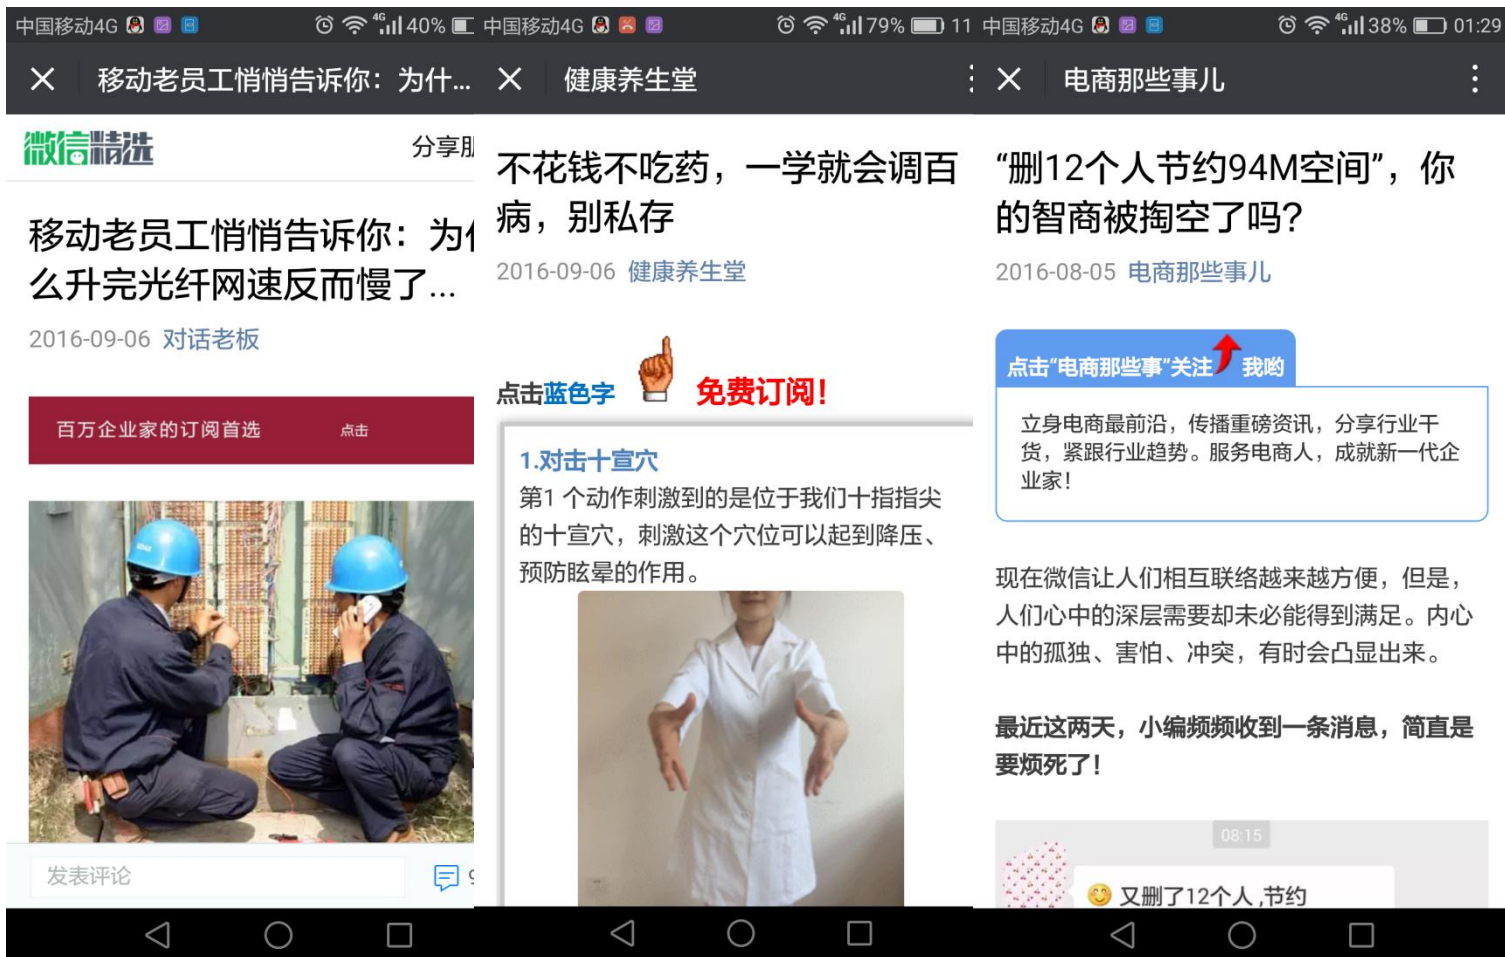 中国移动4G
4G 40%
移动老员工悄悄告诉你：为什...
微信精选
分享朋
移动老员工悄悄告诉你：为什
么升完光纤网速反而慢了...
2016-09-06 对话老板
百万企业家的订阅首选 点击
发表评论
中国移动4G
4G 79% 11
健康养生堂
不花钱不吃药，一学就会调百
病，别私存
2016-09-06 健康养生堂
点击蓝色字 免费订阅！
1.对击十宣穴
第1 个动作刺激到的是位于我们十指指尖
的十宣穴，刺激这个穴位可以起到降压、
预防眩晕的作用。
中国移动4G
4G 38% 01:29
电商那些事儿
“删12个人节约94M空间”，你
的智商被掏空了吗？
2016-08-05 电商那些事儿
点击“电商那些事”关注 我哟
立身电商最前沿，传播重磅资讯，分享行业干
货，紧跟行业趋势。服务电商人，成就新一代企
业家！
现在微信让人们相互联络越来越方便，但是，
人们心中的深层需要却未必能得到满足。内心
中的孤独、害怕、冲突，有时会凸显出来。
最近这两天，小编频频收到一条消息，简直是
要烦死了！
08:15
又删了12个人 ,节约